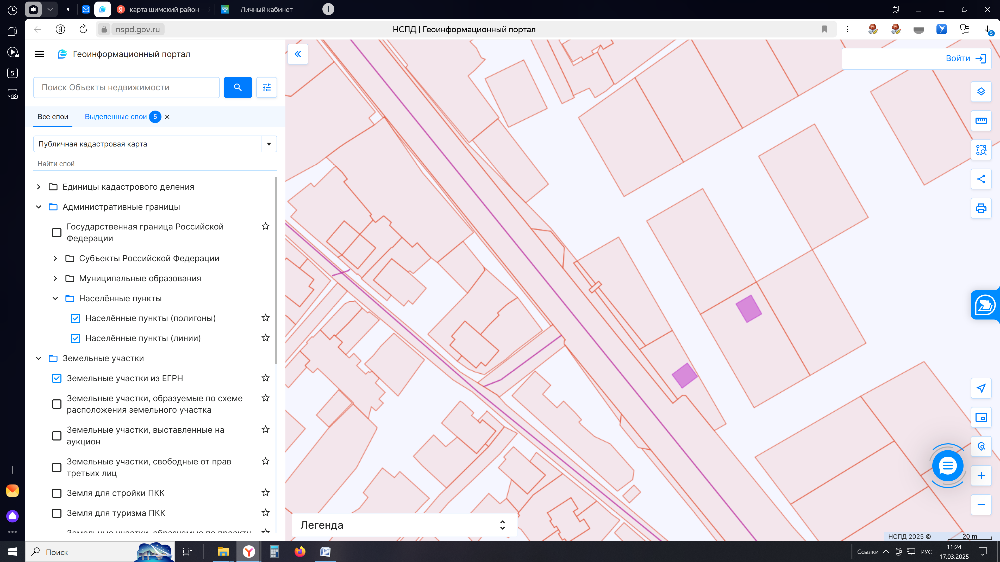 карта шимский район —
Личный кабинет
5
nspd.gov.ru
НСПД | Геоинформационный портал
5
Геоинформационный портал
Войти
Поиск Объекты недвижимости
Все слои
Выделенные слои 5
Публичная кадастровая карта
Найти слой
Единицы кадастрового деления
Административные границы
Государственная граница Российской
Федерации
Субъекты Российской Федерации
Муниципальные образования
Населённые пункты
Населённые пункты (полигоны)
Населённые пункты (линии)
Земельные участки
Земельные участки из ЕГРН
Земельные участки, образуемые по схеме
расположения земельного участка
Земельные участки, выставленные на
аукцион
Земельные участки, свободные от прав
третьих лиц
Земля для стройки ПКК
Земля для туризма ПКК
Земельные участки, образуемые по проекту
Легенда
НСПД 2025 ©
20 m
Поиск
Ссылки
РУС
11:24
17.03.2025